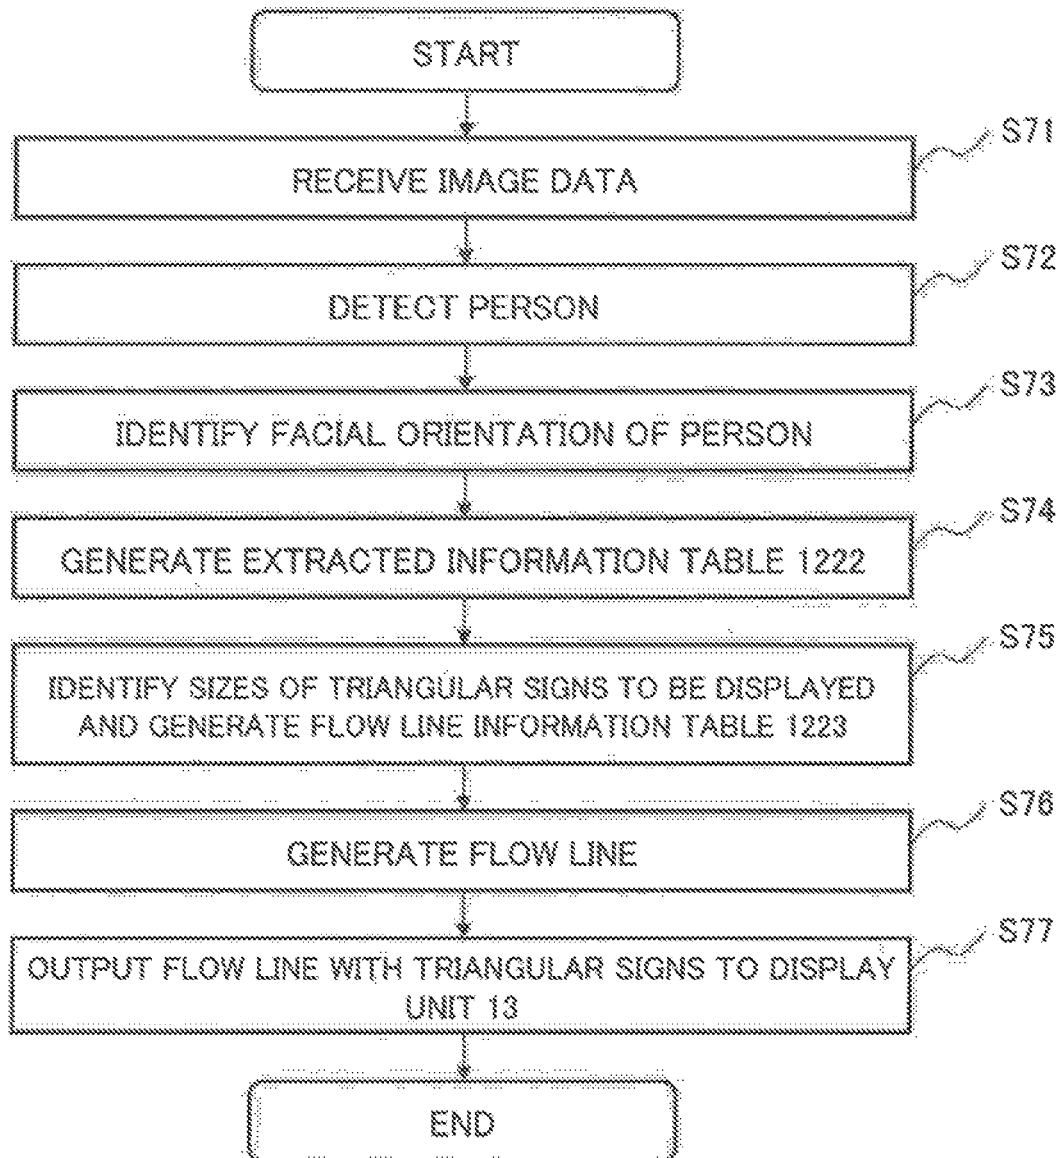 START
RECEIVE IMAGE DATA
S71
DETECT PERSON
S72
IDENTIFY FACIAL ORIENTATION OF PERSON
S73
GENERATE EXTRACTED INFORMATION TABLE 1222
S74
IDENTIFY SIZES OF TRIANGULAR SIGNS TO BE DISPLAYED
AND GENERATE FLOW LINE INFORMATION TABLE 1223
S75
GENERATE FLOW LINE
S76
OUTPUT FLOW LINE WITH TRIANGULAR SIGNS TO DISPLAY
UNIT 13
S77
END